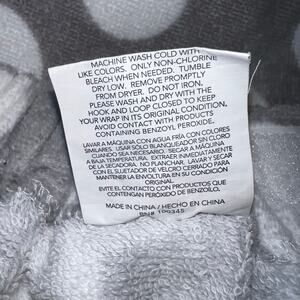 MACHINE WASH COLD WITH
LIKE COLORS. ONLY NON-CHLORINE
BLEACH WHEN NEEDED. TUMBLE
DRY LOW. REMOVE PROMPTLY
FROM DRYER. DO NOT IRON.
PLEASE WASH AND DRY WITH THE
HOOK AND LOOP CLOSED TO KEEP
YOUR WRAP IN ITS ORIGINAL CONDITION.
AVOID CONTACT WITH PRODUCTS
CONTAINING BENZOYL PEROXIDE.
LAVAR A MÁQUINA CON AGUA FRÍA CON COLORES
SIMILARES. USAR SOLO BLANQUEADOR SIN CLORO
CUANDO SEA NECESARIO. SECAR A MÁQUINA
A BAJA TEMPERATURA. EXTRAER INMEDIATAMENTE
DE LA SECADORA. NO PLANCHAR. LAVAR Y SECAR
CON EL SUJETADOR DE VELCRO CERRADO PARA
MANTENER LA ENVOLTURA EN SU CONDICIÓN
ORIGINAL.
EVITE EL CONTACTO CON PRODUCTOS QUE
CONTENGAN PERÓXIDO DE BENZOILO.
MADE IN CHINA / HECHO EN CHINA
RN# 109345